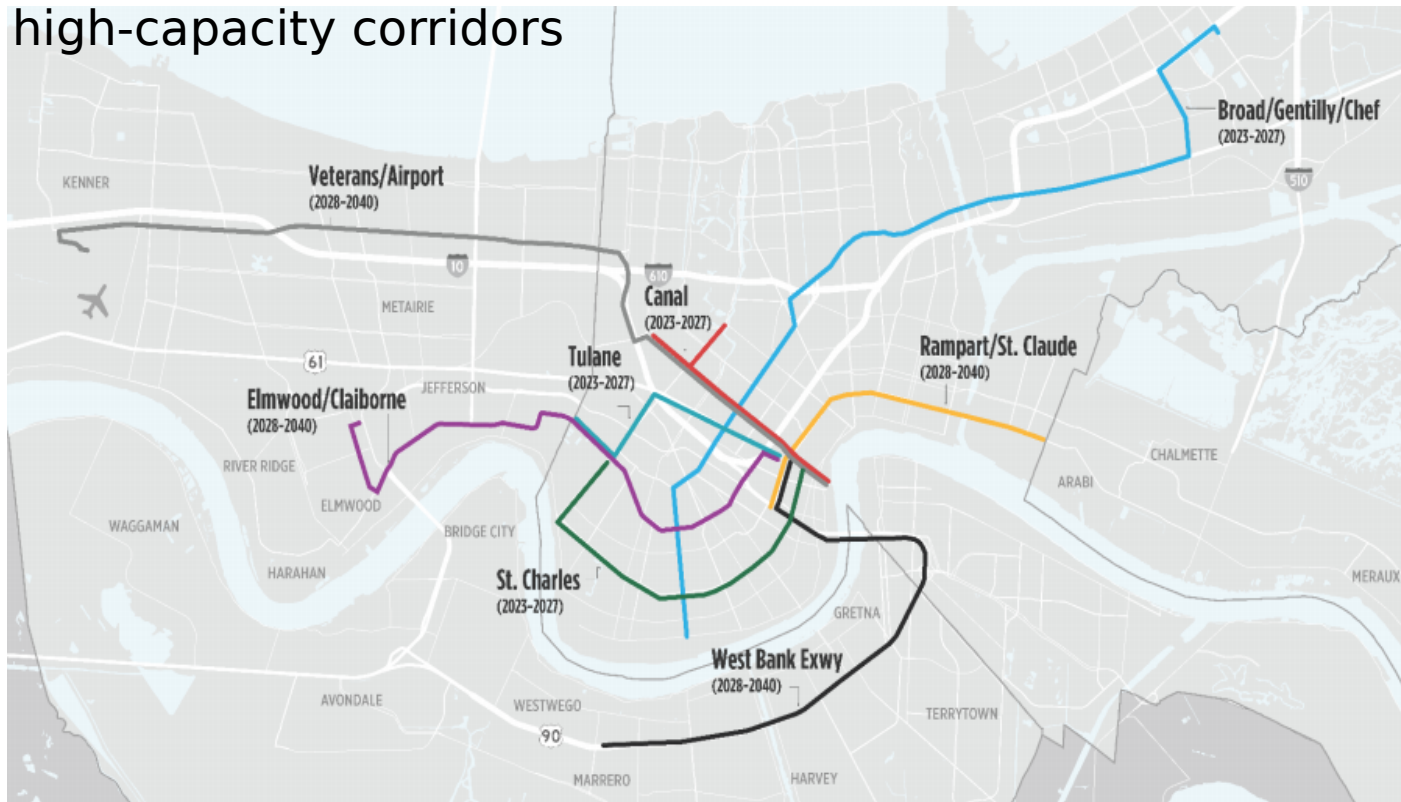 high-capacity corridors
Broad/Gentilly/Chef
(2023-2027)
Veterans/Airport
(2028-2040)
KENNER
510
10
610
Canal
(2023-2027)
METAIRIE
Rampart/St. Claude
(2028-2040)
Tulane
(2023-2027)
61
JEFFERSON
Elmwood/Claiborne
(2028-2040)
CHALMETTE
RIVER RIDGE
ARABI
ELMWOOD
WAGGAMAN
BRIDGE CITY
HARAHAN
MERAUX
St. Charles
(2023-2027)
GRETNA
West Bank Exwy
(2028-2040)
AVONDALE
WESTWEGO
TERRYTOWN
90
MARRERO
HARVEY